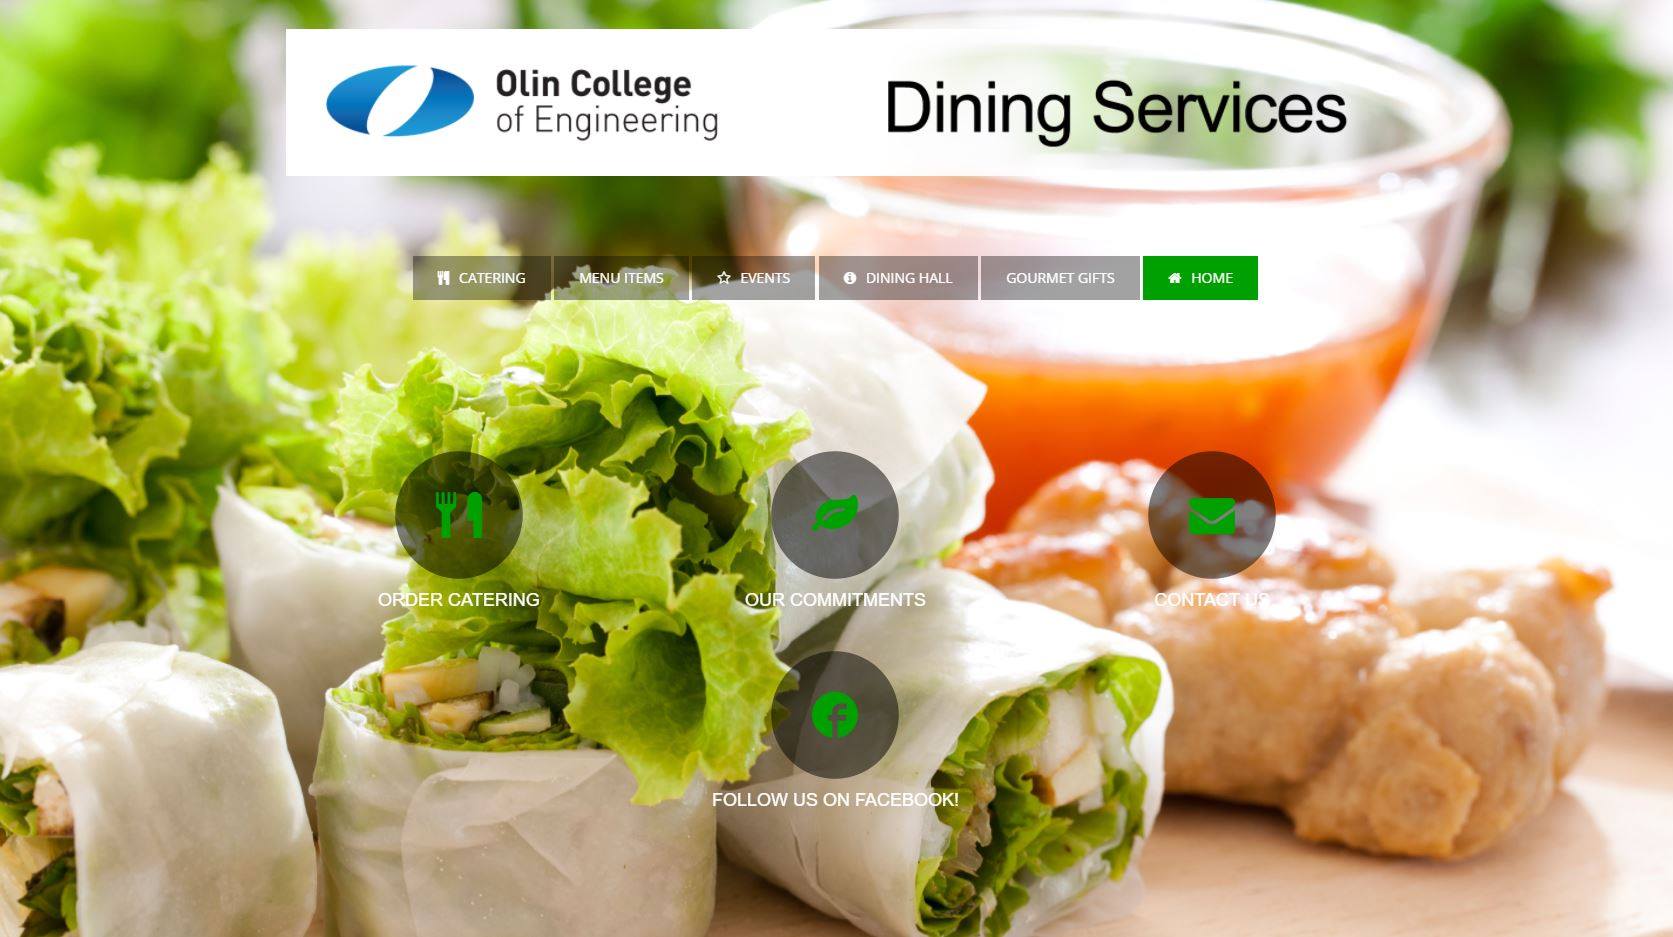 Olin College
of Engineering
Dining Services
CATERING
MENU ITEMS
EVENTS
DINING HALL
GOURMET GIFTS
HOME
ORDER CATERING
OUR COMMITMENTS
CONTACT US
FOLLOW US ON FACEBOOK!